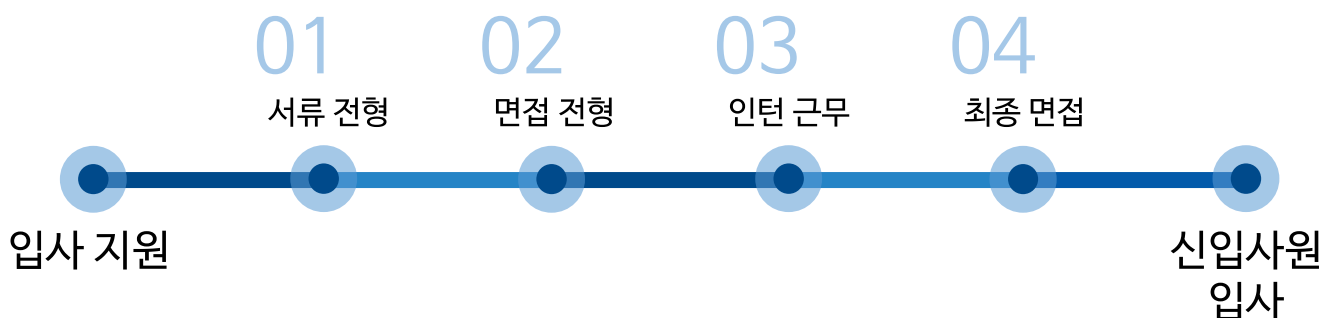 01
서류 전형
02
면접 전형
03
인턴 근무
04
최종 면접
입사 지원
신입사원
입사